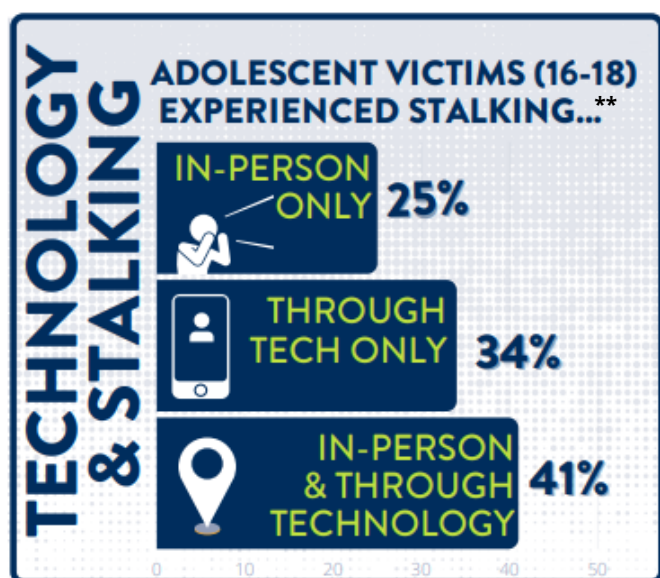 TECHNOLOGY
& STALKING
ADOLESCENT VICTIMS (16-18)
EXPERIENCED STALKING...**
IN-PERSON
ONLY
25%
THROUGH
TECH ONLY
34%
IN-PERSON
& THROUGH
TECHNOLOGY
41%
0 10 20 30 40 50